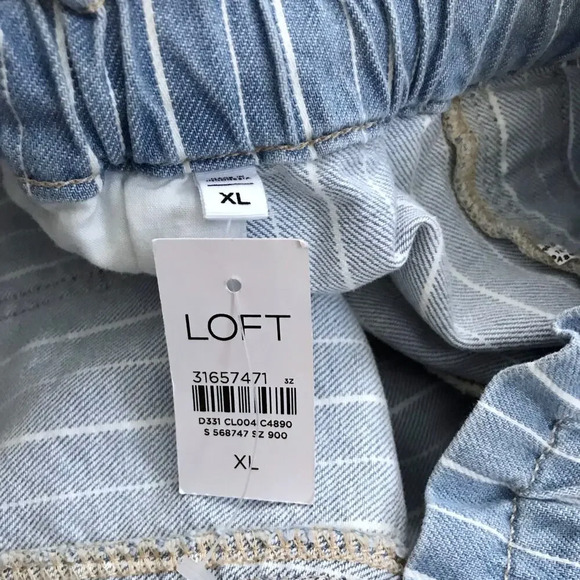 XL
LOFT
31657471 3Z
D331 CL004 C4890
S 568747 SZ 900
XL